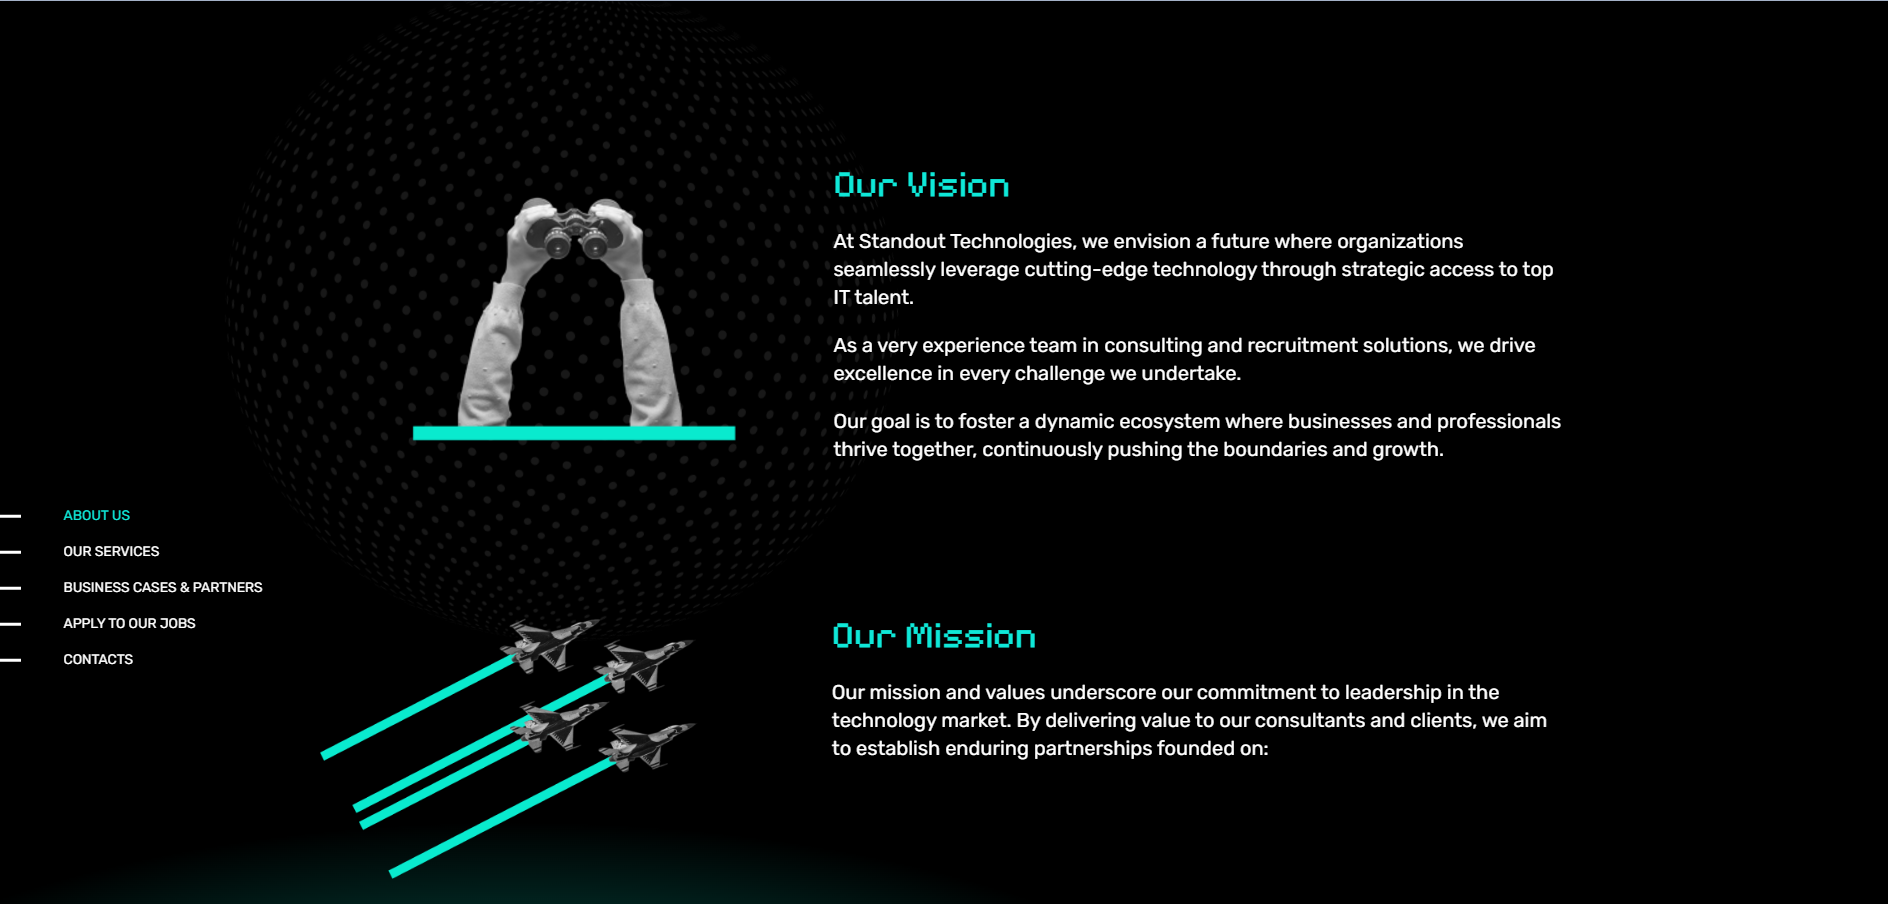 Our Vision
At Standout Technologies, we envision a future where organizations
seamlessly leverage cutting-edge technology through strategic access to top
IT talent.
As a very experience team in consulting and recruitment solutions, we drive
excellence in every challenge we undertake.
Our goal is to foster a dynamic ecosystem where businesses and professionals
thrive together, continuously pushing the boundaries and growth.
ABOUT US
OUR SERVICES
BUSINESS CASES & PARTNERS
APPLY TO OUR JOBS
CONTACTS
Our Mission
Our mission and values underscore our commitment to leadership in the
technology market. By delivering value to our consultants and clients, we aim
to establish enduring partnerships founded on: